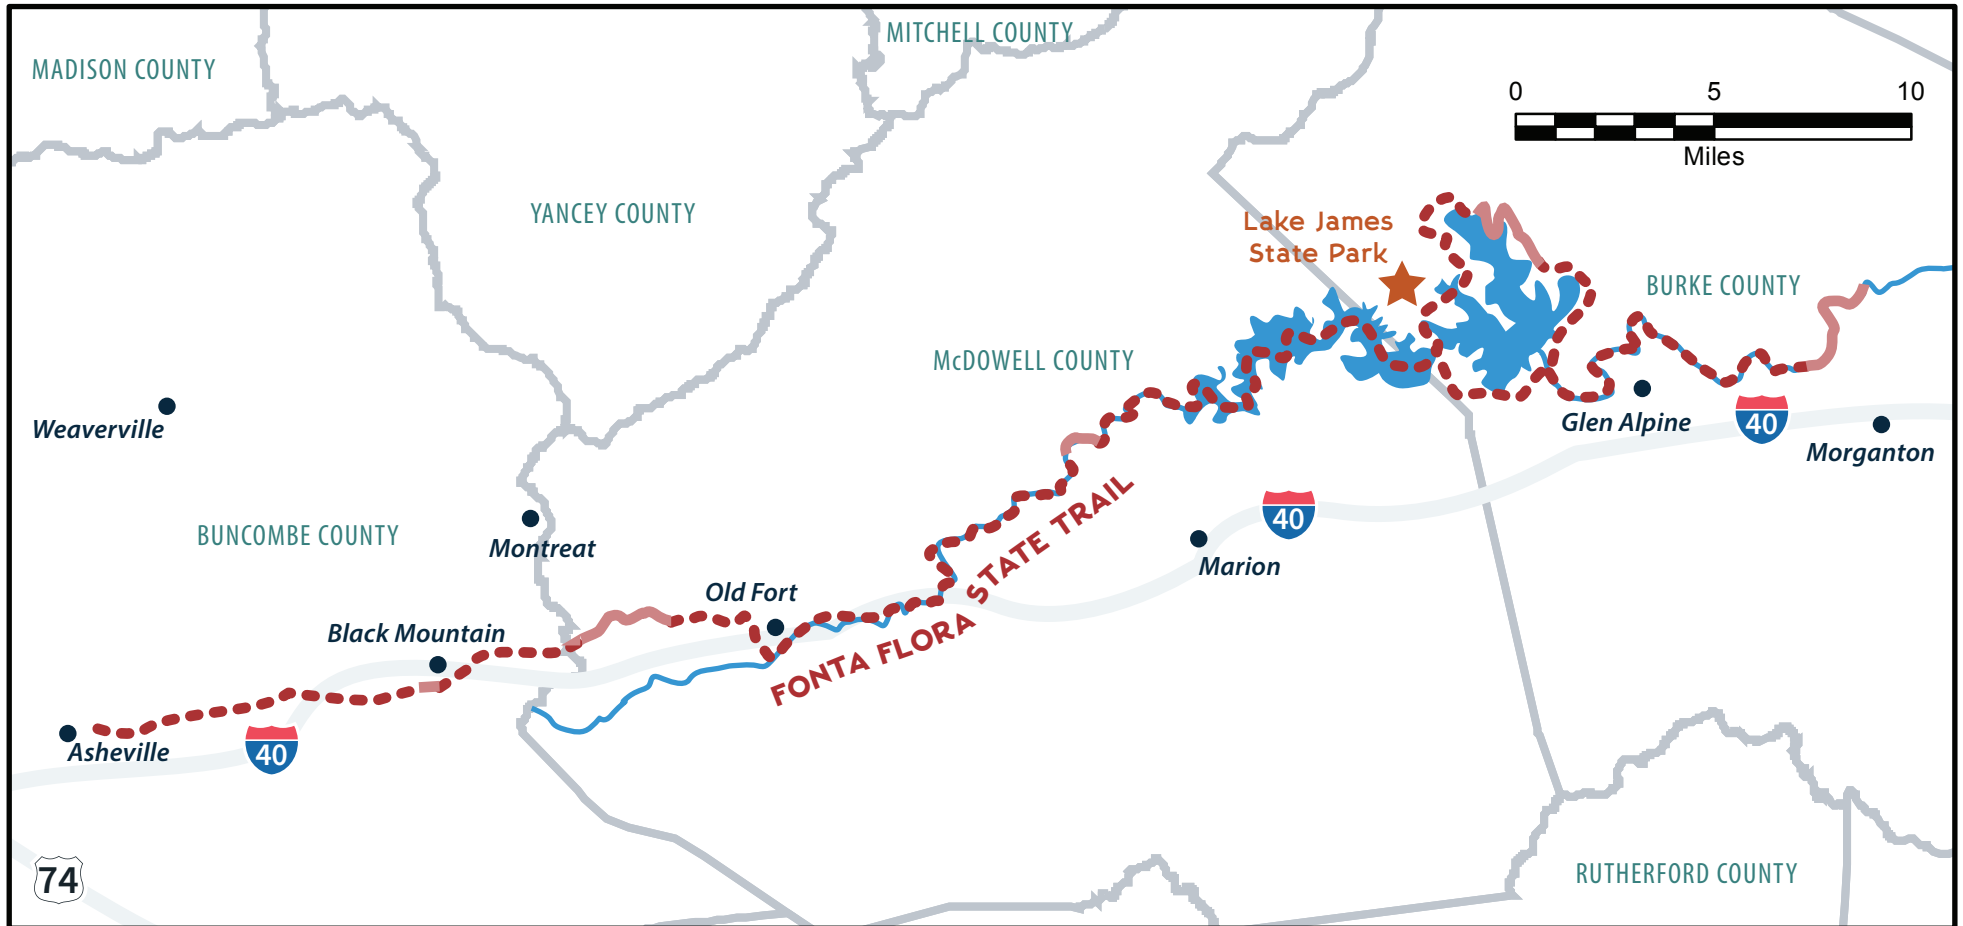 MITCHELL COUNTY
MADISON COUNTY
0 5 10
Miles
YANCEY COUNTY
Lake James
State Park
BURKE COUNTY
McDOWELL COUNTY
Weaverville
Glen Alpine
40
Morganton
40
BUNCOMBE COUNTY
Montreat
Marion
Old Fort
FONTA FLORA STATE TRAIL
Black Mountain
Asheville
40
74
RUTHERFORD COUNTY